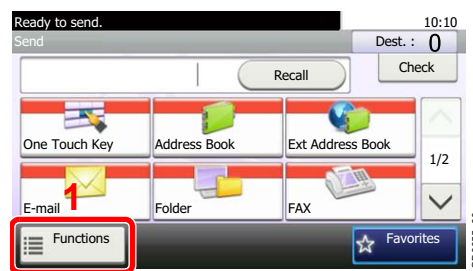 Ready to send. 10:10
Send Dest. : 0
Recall Check
One Touch Key Address Book Ext Address Book
1/2
E-mail 1 Folder FAX
Functions Favorites